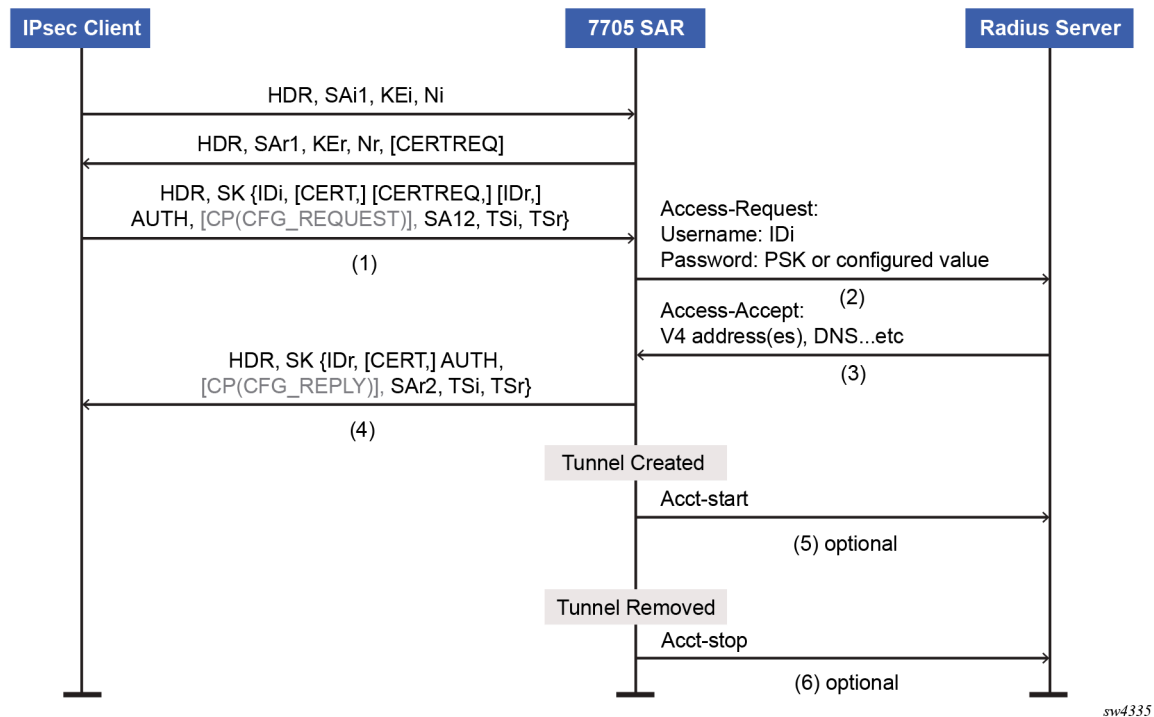 IPsec Client
7705 SAR
Radius Server
HDR, SAi1, KEi, Ni
HDR, SAr1, KEr, Nr, [CERTREQ]
HDR, SK {IDi, [CERT,] [CERTREQ,] [IDr,]
AUTH, [CP(CFG_REQUEST)], SA12, TSi, TSr}
(1)
Access-Request:
Username: IDi
Password: PSK or configured value
(2)
Access-Accept:
V4 address(es), DNS...etc
(3)
HDR, SK {IDr, [CERT,] AUTH,
[CP(CFG_REPLY)], SAr2, TSi, TSr}
(4)
Tunnel Created
Acct-start
(5) optional
Tunnel Removed
Acct-stop
(6) optional
sw4335